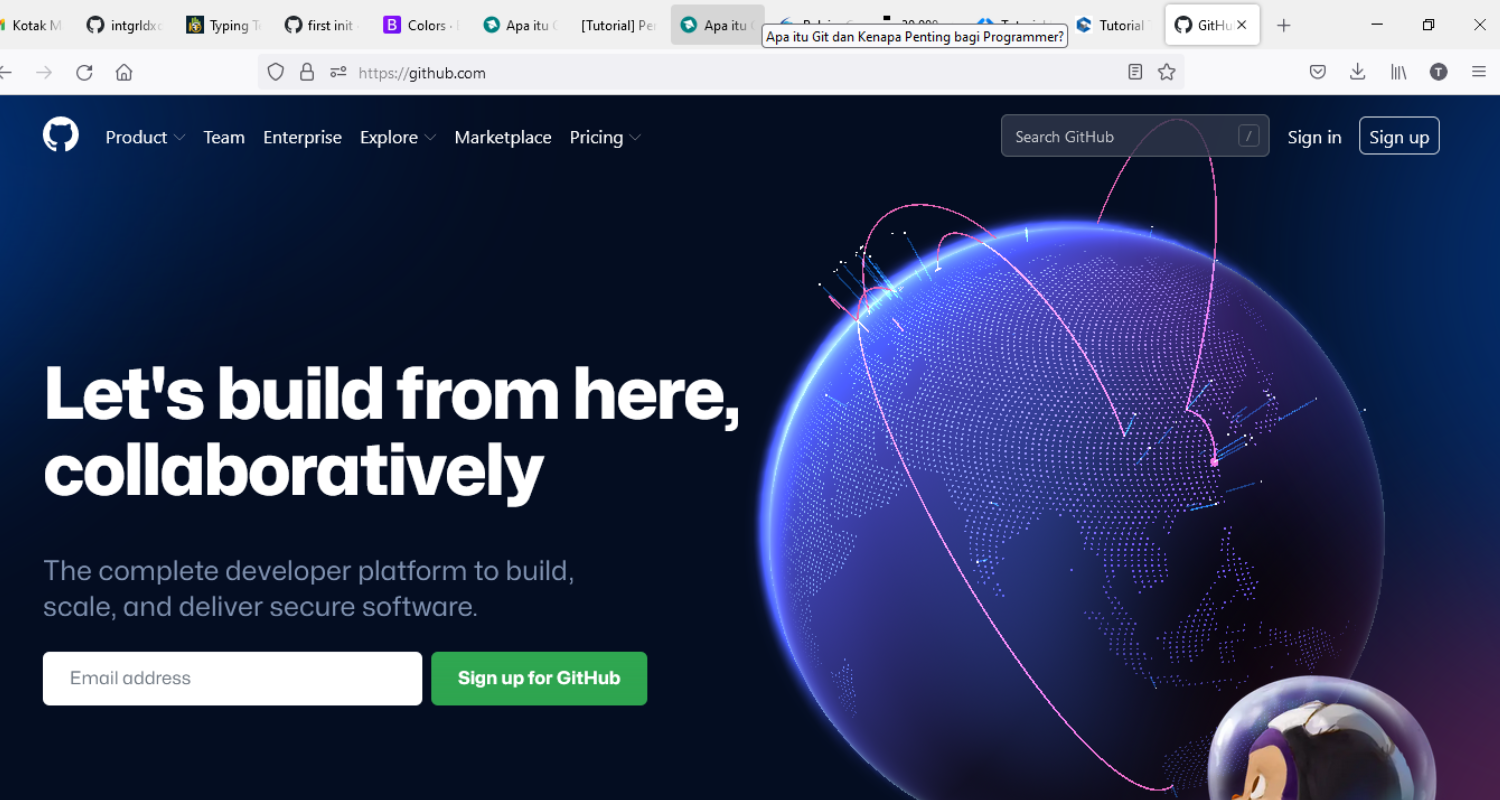 Kotak M
intgrldxc
Typing Te
first init
Colors ·
Apa itu G
[Tutorial] Pe
Apa itu
Tutorial
GitHu
Apa Itu Git dan Kenapa Penting bagi Programmer?
https://github.com
T
Product
Team
Enterprise
Explore
Marketplace
Pricing
Search GitHub
/
Sign in
Sign up
Let's build from here,
collaboratively
The complete developer platform to build,
scale, and deliver secure software.
Email address
Sign up for GitHub